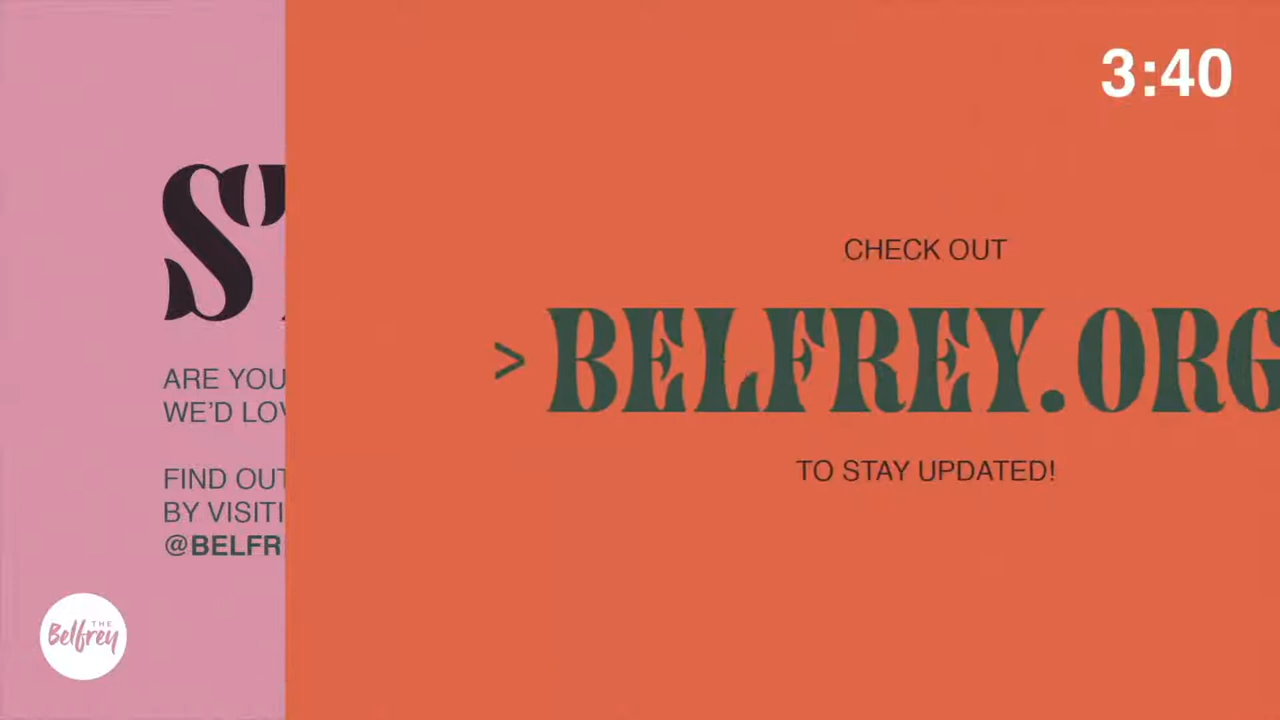 3:40
ST
ARE YOU
WE'D LOV
FIND OUT
BY VISITI
@BELFR
CHECK OUT
> BELFREY.ORG
TO STAY UPDATED!
THE
Belfrey